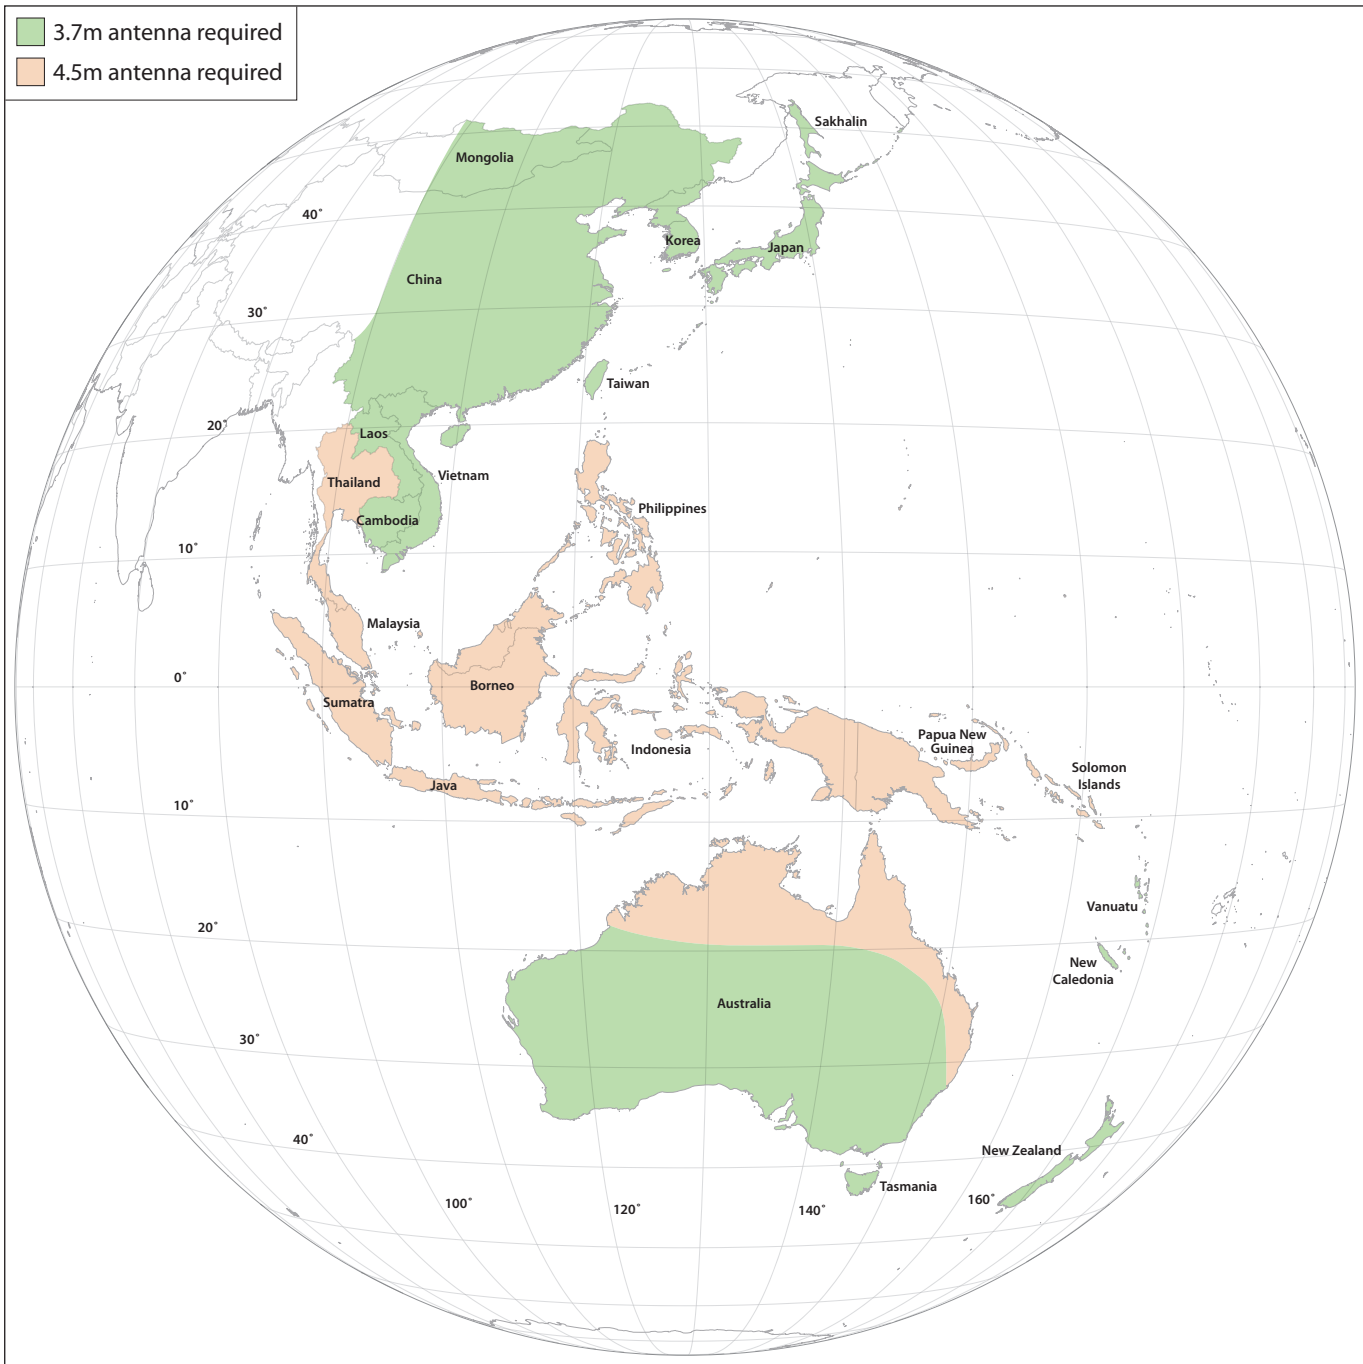 3.7m antenna required
4.5m antenna required
Sakhalin
Mongolia
40˚
Korea
Japan
China
30˚
Taiwan
20˚
Laos
Vietnam
Thailand
Philippines
Cambodia
10˚
Malaysia
0˚
Borneo
Sumatra
Papua New
Guinea
Indonesia
Solomon
Islands
Java
10˚
Vanuatu
20˚
New
Caledonia
Australia
30˚
40˚
New Zealand
Tasmania
100˚
120˚
140˚
160˚